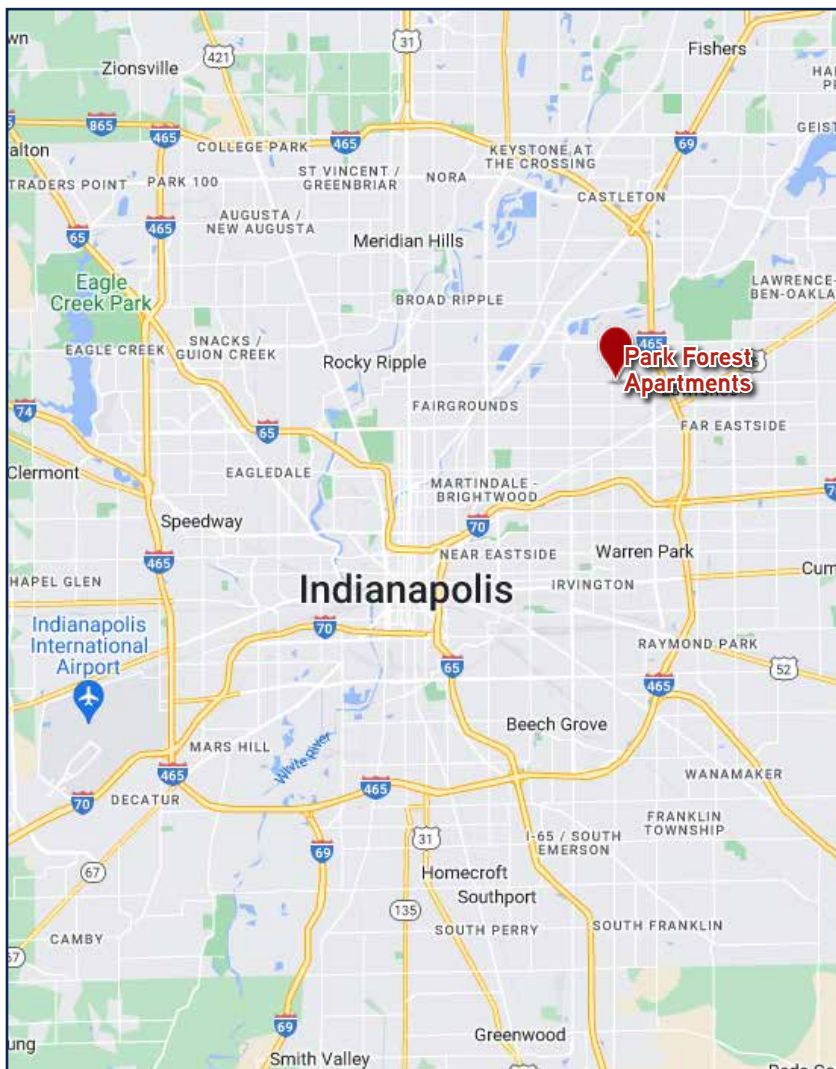 wn
31
Fishers
421
Zionsville
HA
P
865
465
COLLEGE PARK
465
KEYSTONE AT
THE CROSSING
69
GEIST
alton
ST VINCENT /
GREENBRIAR
NORA
TRADERS POINT
PARK 100
CASTLETON
AUGUSTA /
NEW AUGUSTA
465
65
Meridian Hills
Eagle
Creek Park
LAWRENCE-
BEN-OAKLA
BROAD RIPPLE
SNACKS /
GUION CREEK
EAGLE CREEK
Rocky Ripple
465
Park Forest
Apartments
FAIRGROUNDS
74
65
FAR EASTSIDE
Clermont
EAGLEDALE
MARTINDALE -
BRIGHTWOOD
7
Speedway
70
NEAR EASTSIDE
Warren Park
465
HAPEL GLEN
Indianapolis
IRVINGTON
Cum
Indianapolis
International
Airport
70
65
RAYMOND PARK
52
465
Beech Grove
MARS HILL
White River
465
465
WANAMAKER
70
DECATUR
FRANKLIN
TOWNSHIP
31
I-65 / SOUTH
EMERSON
69
67
Homecroft
Southport
135
SOUTH PERRY
SOUTH FRANKLIN
CAMBY
67
69
Greenwood
ung
Smith Valley